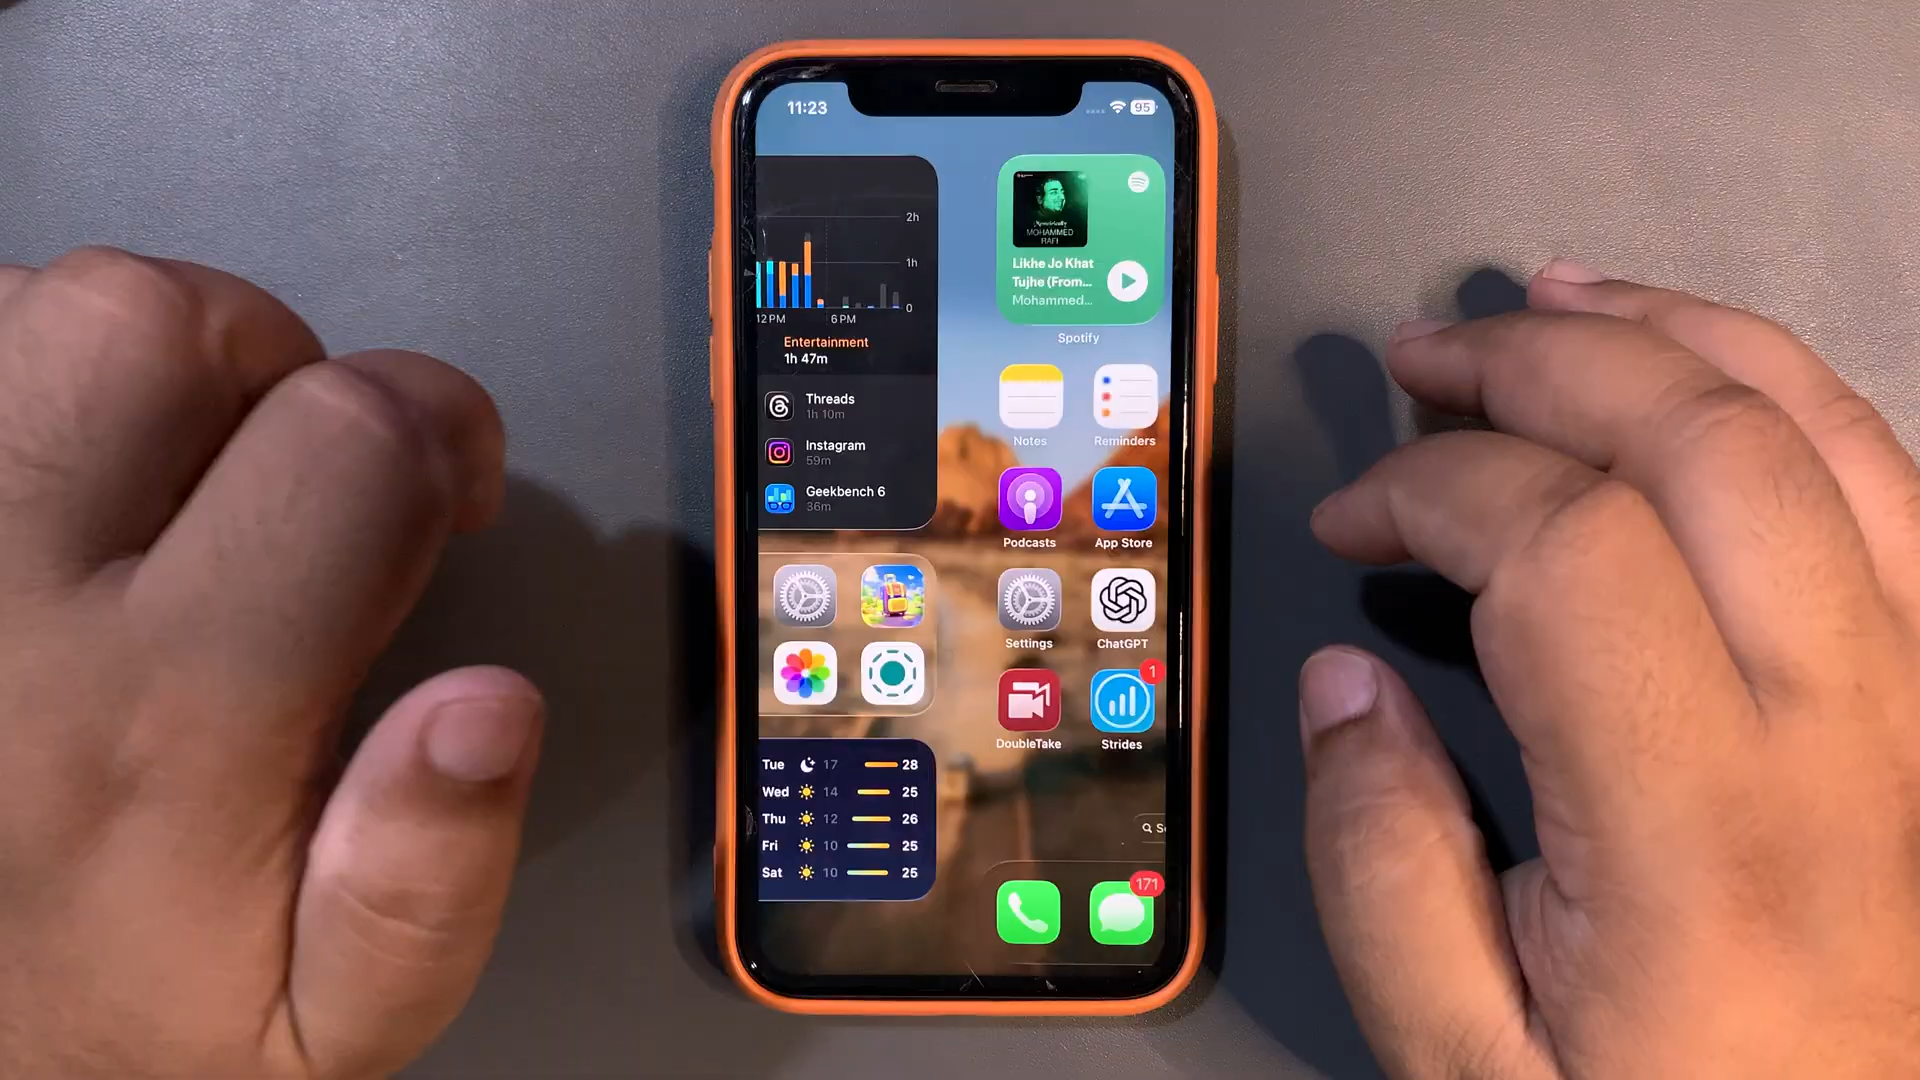 11:23
95
2h
1h
0
12 PM
6 PM
Entertainment
1h 47m
Threads
1h 10m
Instagram
59m
Geekbench 6
36m
Tue 17 28
Wed 14 25
Thu 12 26
Fri 10 25
Sat 10 25
MOHAMMED
RAFI
Likhe Jo Khat
Tujhe (From...
Mohammed...
Spotify
Notes
Reminders
Podcasts
App Store
Settings
ChatGPT
DoubleTake
1
Strides
171